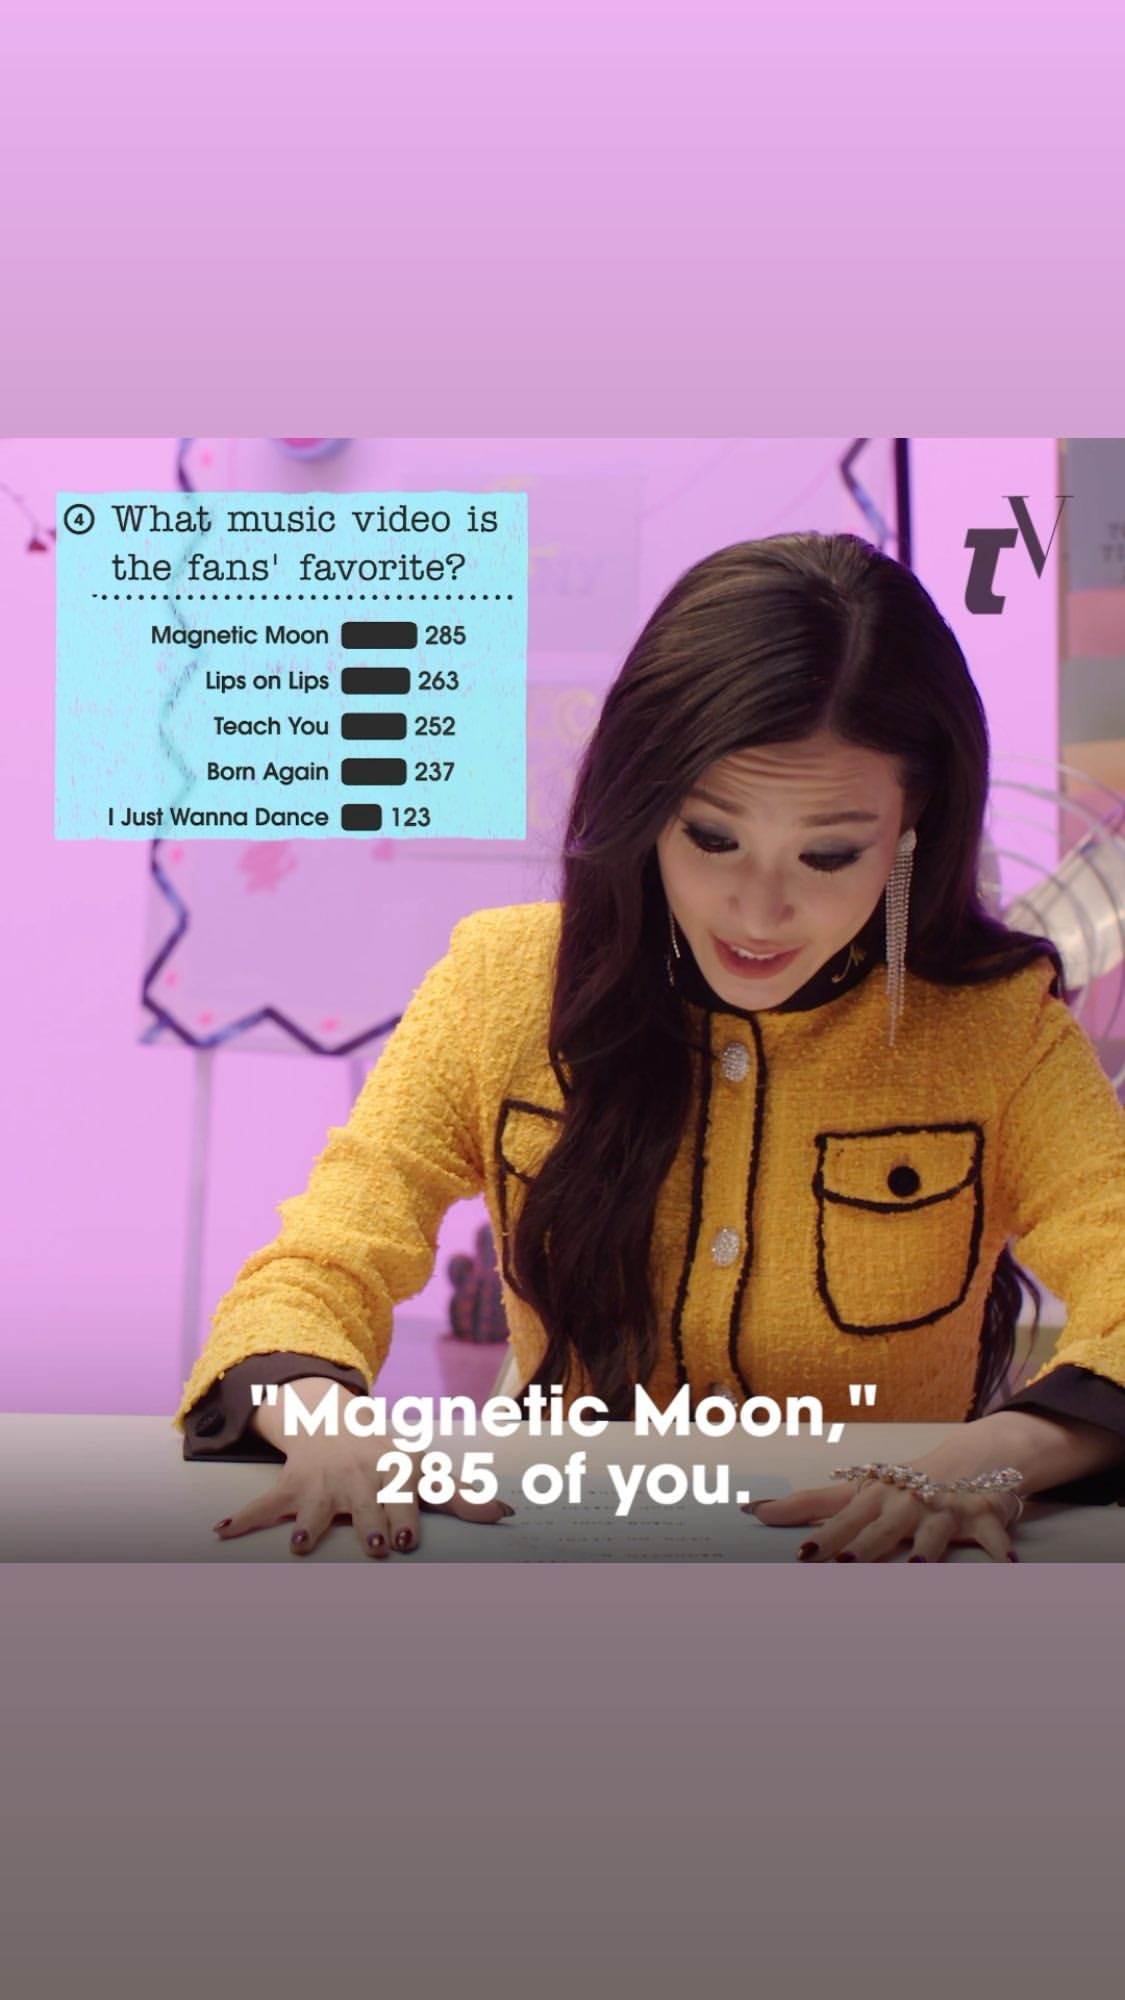 ④ What music video is
the fans' favorite?
Magnetic Moon 285
Lips on Lips 263
Teach You 252
Born Again 237
I Just Wanna Dance 123
tV
"Magnetic Moon,"
285 of you.